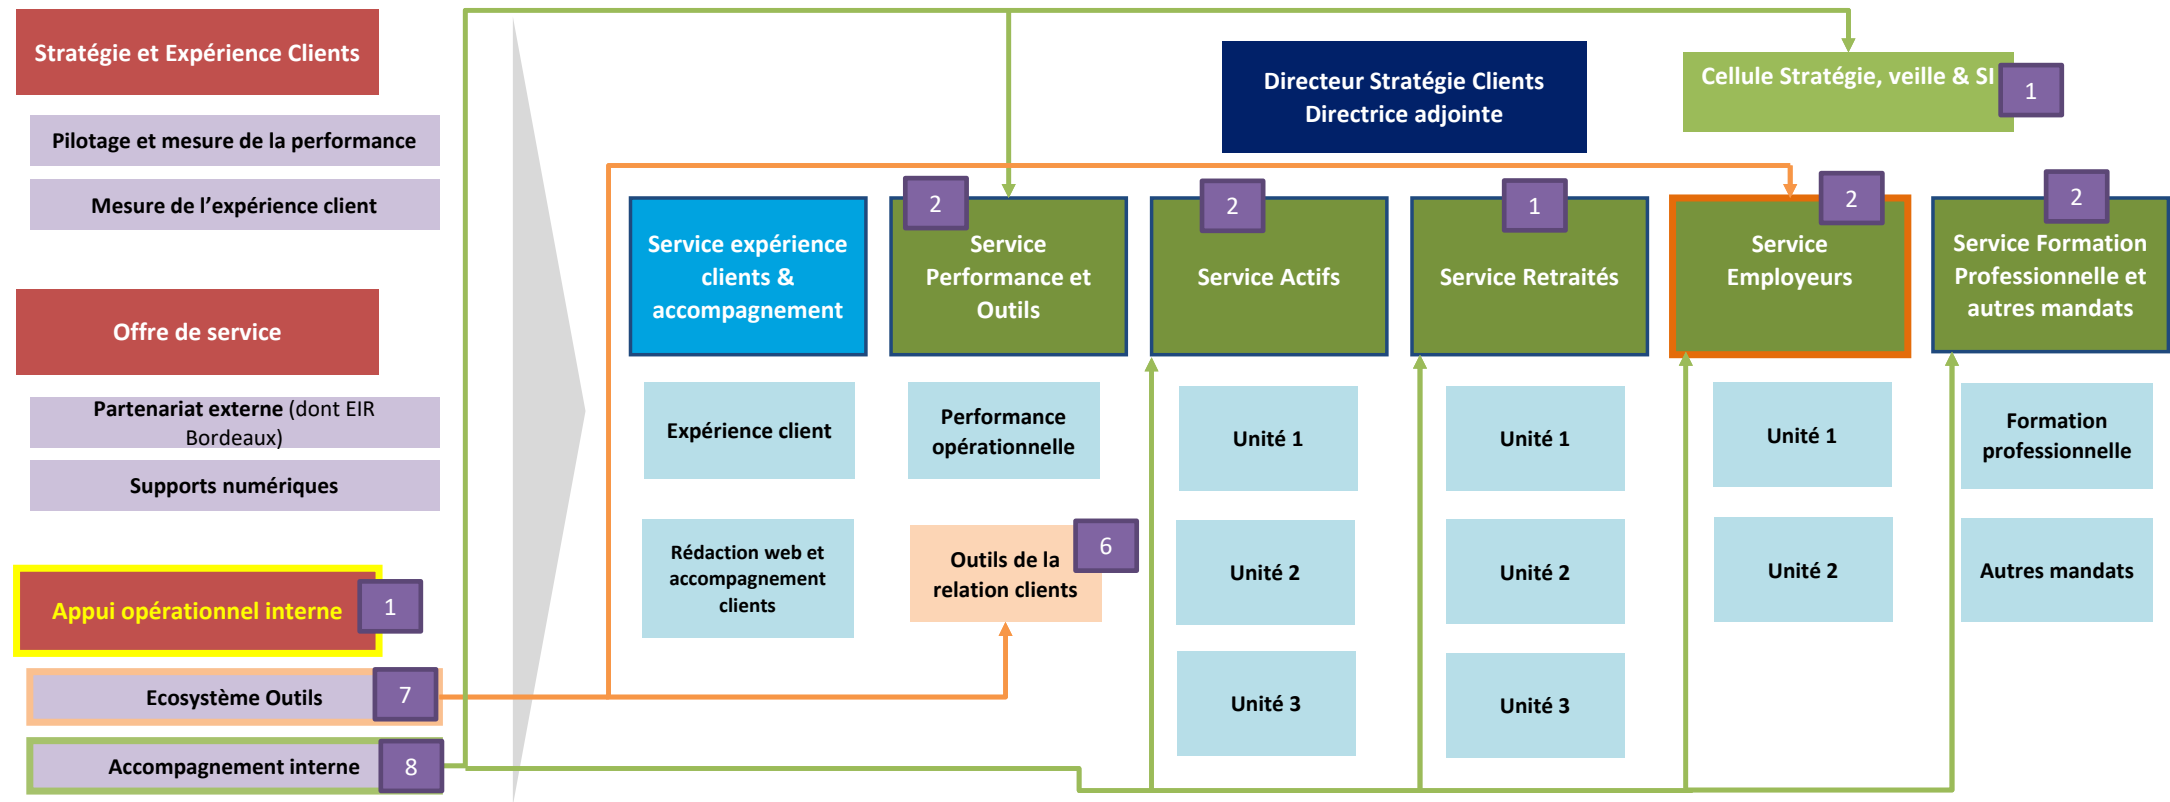 Stratégie et Expérience Clients
Pilotage et mesure de la performance
Mesure de l'expérience client
Offre de service
Partenariat externe (dont EIR
Bordeaux)
Supports numériques
Appui opérationnel interne
1
Ecosystème Outils
7
Accompagnement interne
8
Directeur Stratégie Clients
Directrice adjointe
Cellule Stratégie, veille & SI
1
Service expérience
clients &
accompagnement
Expérience client
Rédaction web et
accompagnement
clients
2
Service
Performance et
Outils
Performance
opérationnelle
6
Outils de la
relation clients
2
Service Actifs
Unité 1
Unité 2
Unité 3
1
Service Retraités
Unité 1
Unité 2
Unité 3
2
Service
Employeurs
Unité 1
Unité 2
2
Service Formation
Professionnelle et
autres mandats
Formation
professionnelle
Autres mandats